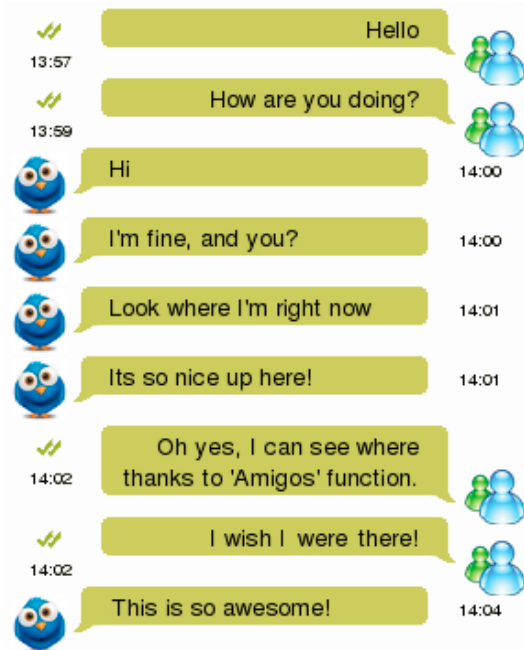 Hello
13:57
How are you doing?
13:59
Hi
14:00
I'm fine, and you?
14:00
Look where I'm right now
14:01
Its so nice up here!
14:01
Oh yes, I can see where
thanks to 'Amigos' function.
14:02
I wish I were there!
14:02
This is so awesome!
14:04